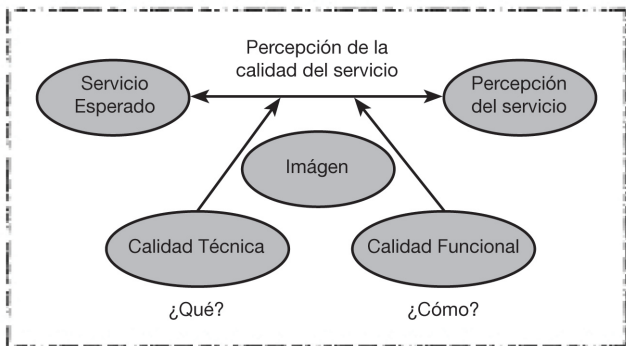 Percepción de la
calidad del servicio
Servicio
Esperado
Percepción
del servicio
Imágen
Calidad Técnica
Calidad Funcional
¿Qué?
¿Cómo?